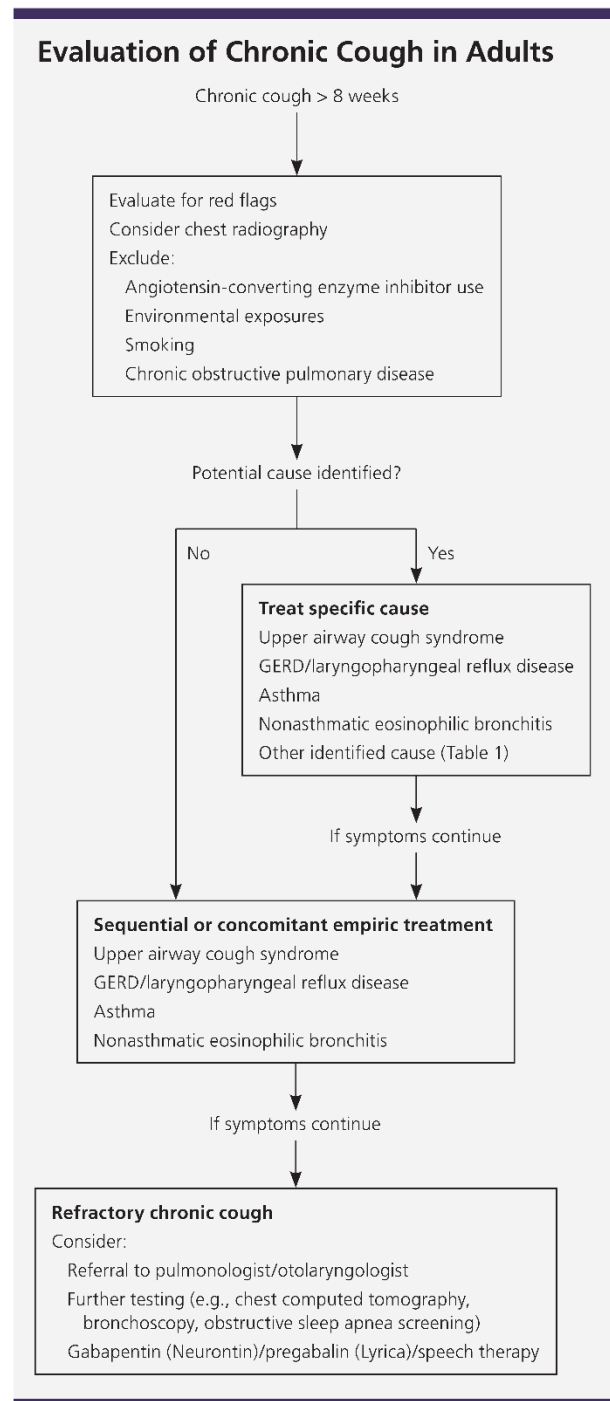 Evaluation of Chronic Cough in Adults
Chronic cough > 8 weeks
Evaluate for red flags
Consider chest radiography
Exclude:
Angiotensin-converting enzyme inhibitor use
Environmental exposures
Smoking
Chronic obstructive pulmonary disease
Potential cause identified?
No
Yes
Treat specific cause
Upper airway cough syndrome
GERD/laryngopharyngeal reflux disease
Asthma
Nonasthmatic eosinophilic bronchitis
Other identified cause (Table 1)
If symptoms continue
Sequential or concomitant empiric treatment
Upper airway cough syndrome
GERD/laryngopharyngeal reflux disease
Asthma
Nonasthmatic eosinophilic bronchitis
If symptoms continue
Refractory chronic cough
Consider:
Referral to pulmonologist/otolaryngologist
Further testing (e.g., chest computed tomography,
bronchoscopy, obstructive sleep apnea screening)
Gabapentin (Neurontin)/pregabalin (Lyrica)/speech therapy